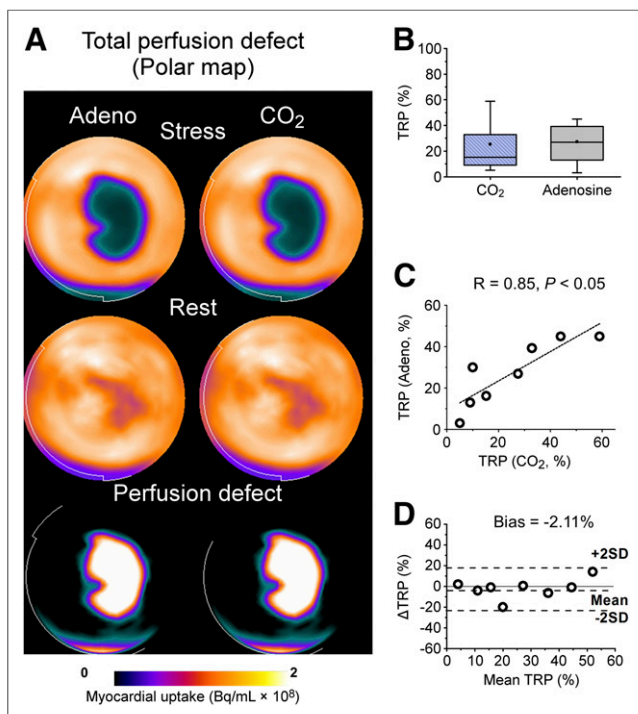 A
Total perfusion defect
(Polar map)
Adeno
CO₂
Stress
Rest
Perfusion defect
0
2
Myocardial uptake (Bq/mL × 10⁸)
B
TRP (%)
100
80
60
40
20
0
CO₂
Adenosine
C
R = 0.85, P < 0.05
TRP (Adeno, %)
60
40
20
0
0
20
40
60
TRP (CO₂, %)
D
Bias = -2.11%
ΔTRP (%)
60
40
20
0
-20
-40
-60
+2SD
Mean
-2SD
0
10
20
30
40
50
60
Mean TRP (%)